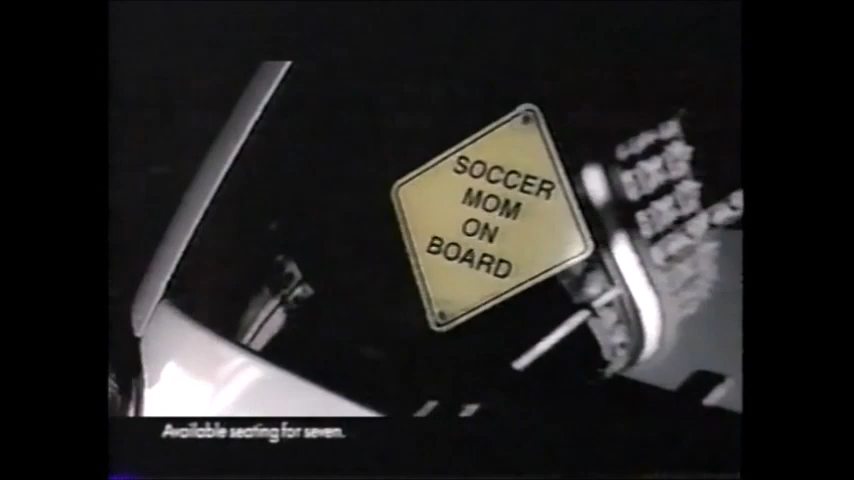 SOCCER
MOM
ON
BOARD
Available seating for seven.